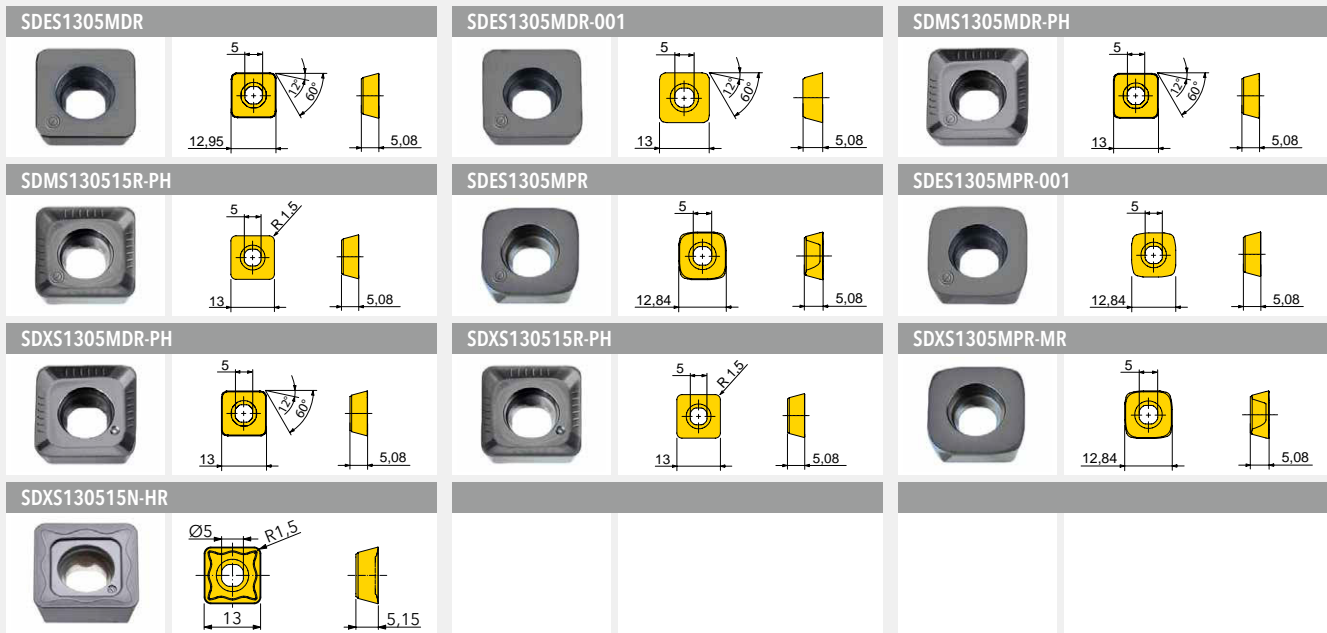 SDES1305MDR
5
12°
60°
12,95
5,08
SDES1305MDR-001
5
12°
60°
13
5,08
SDMS1305MDR-PH
5
12°
60°
13
5,08
SDMS130515R-PH
5
R 1,5
13
5,08
SDES1305MPR
5
12,84
5,08
SDES1305MPR-001
5
12,84
5,08
SDXS1305MDR-PH
5
12°
60°
13
5,08
SDXS130515R-PH
5
R 1,5
13
5,08
SDXS1305MPR-MR
5
12,84
5,08
SDXS130515N-HR
Ø5
R1,5
13
5,15